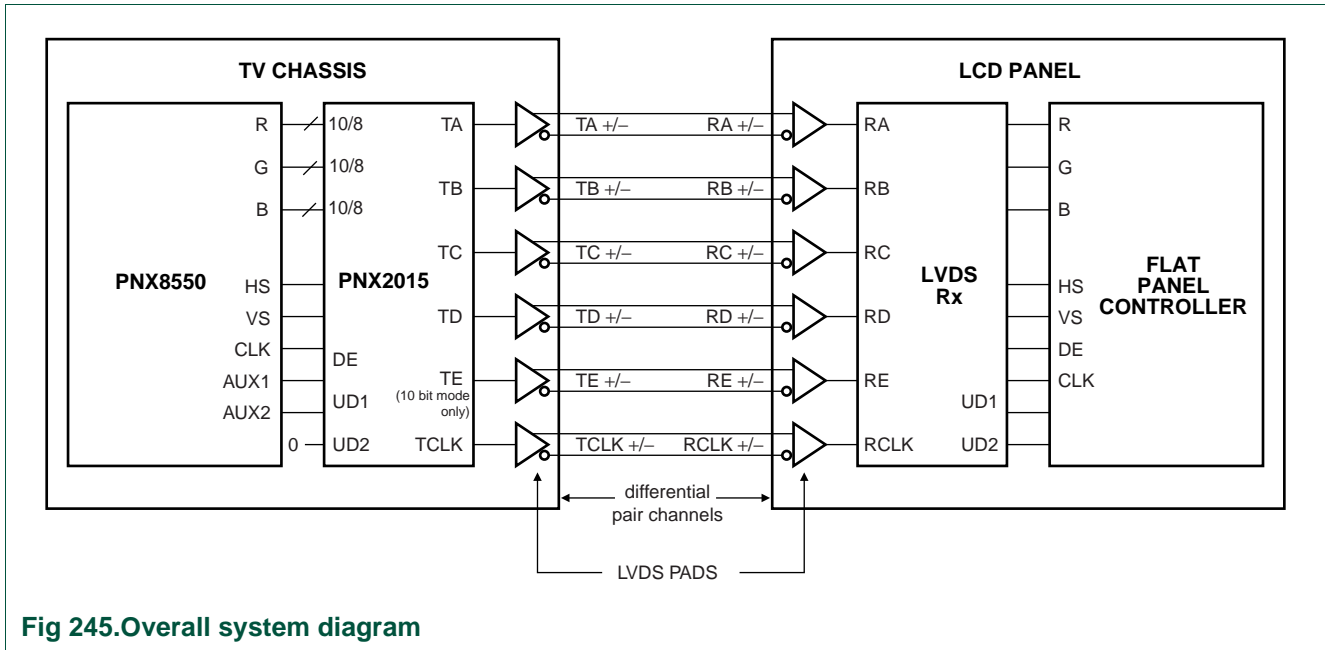 TV CHASSIS
LCD PANEL
R 10/8 TA TA +/– RA +/– RA R
G 10/8 G
TB TB +/– RB +/– RB
B 10/8 B
TC TC +/– RC +/– RC
PNX8550 PNX2015 LVDS Rx FLAT PANEL CONTROLLER
HS HS
VS TD TD +/– RD +/– RD VS
CLK DE DE
AUX1 TE TE +/– RE +/– RE CLK
(10 bit mode only)
AUX2 UD1 UD1
0 UD2 TCLK TCLK +/– RCLK +/– RCLK UD2
differential
pair channels
LVDS PADS
Fig 245.Overall system diagram